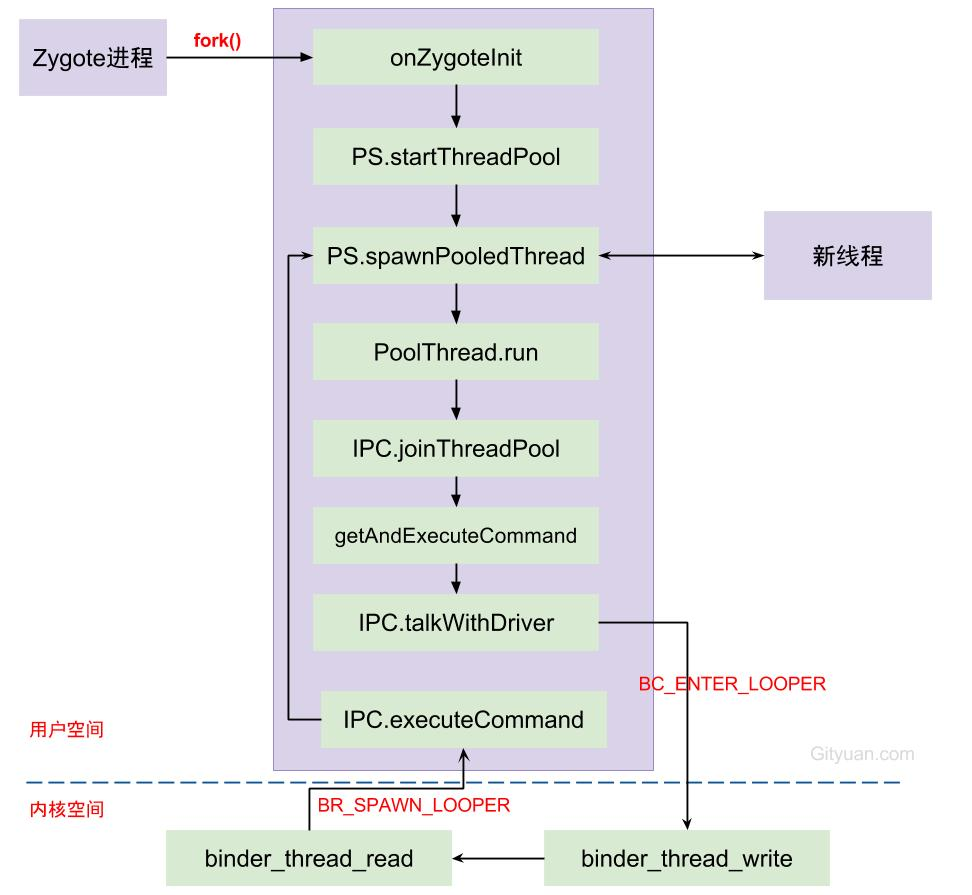 Zygote进程
fork()
onZygoteInit
PS.startThreadPool
PS.spawnPooledThread
新线程
PoolThread.run
IPC.joinThreadPool
getAndExecuteCommand
IPC.talkWithDriver
BC_ENTER_LOOPER
IPC.executeCommand
用户空间
Gityuan.com
内核空间
BR_SPAWN_LOOPER
binder_thread_read
binder_thread_write